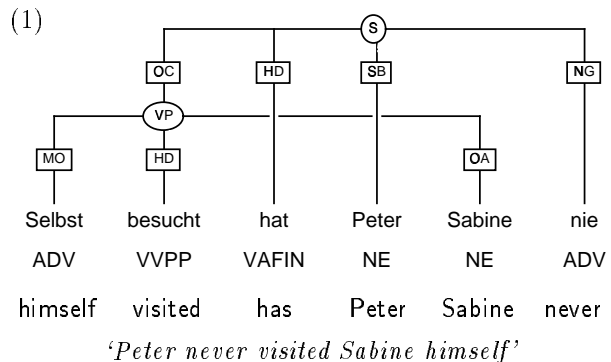 (1)
S
OC HD SB NG
VP
MO HD OA
Selbst besucht hat Peter Sabine nie
ADV VVPP VAFIN NE NE ADV
himself visited has Peter Sabine never
‘Peter never visited Sabine himself’